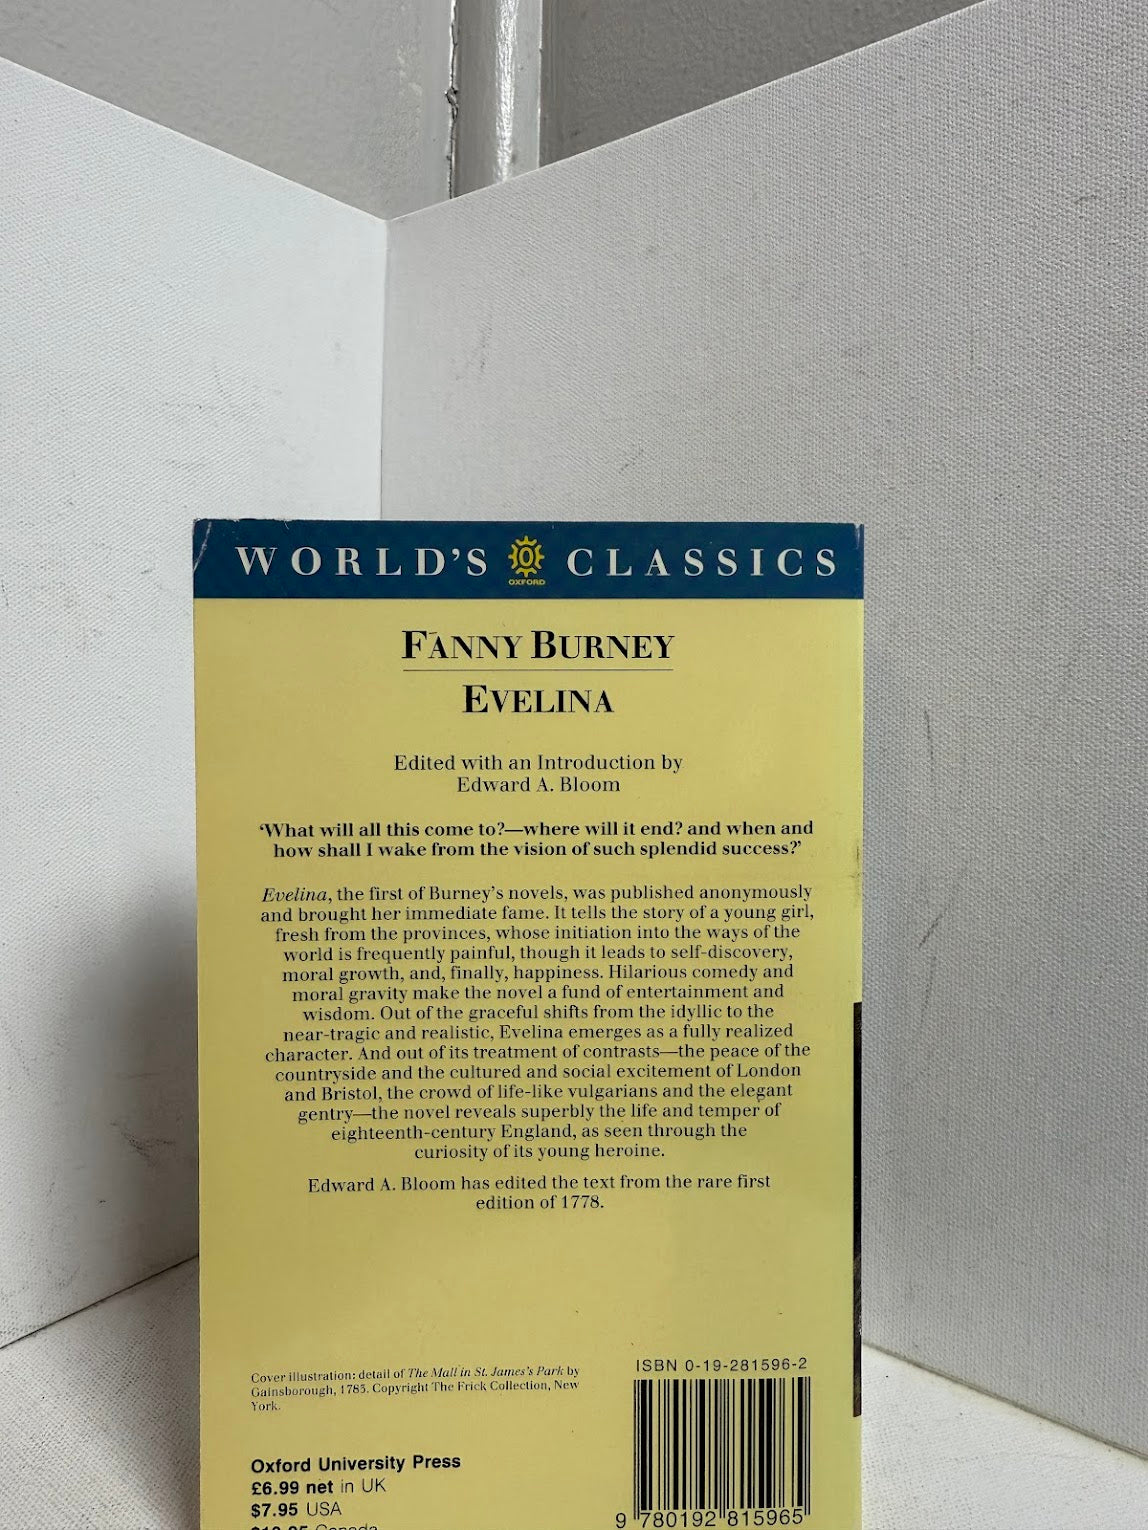 WORLD'S OXFORD CLASSICS
FANNY BURNEY
EVELINA
Edited with an Introduction by
Edward A. Bloom
‘What will all this come to?—where will it end? and when and
how shall I wake from the vision of such splendid success?’
Evelina, the first of Burney's novels, was published anonymously
and brought her immediate fame. It tells the story of a young girl,
fresh from the provinces, whose initiation into the ways of the
world is frequently painful, though it leads to self-discovery,
moral growth, and, finally, happiness. Hilarious comedy and
moral gravity make the novel a fund of entertainment and
wisdom. Out of the graceful shifts from the idyllic to the
near-tragic and realistic, Evelina emerges as a fully realized
character. And out of its treatment of contrasts—the peace of the
countryside and the cultured and social excitement of London
and Bristol, the crowd of life-like vulgarians and the elegant
gentry—the novel reveals superbly the life and temper of
eighteenth-century England, as seen through the
curiosity of its young heroine.
Edward A. Bloom has edited the text from the rare first
edition of 1778.
Cover illustration: detail of The Mall in St. James's Park by
Gainsborough, 1783. Copyright The Frick Collection, New
York.
Oxford University Press
£6.99 net in UK
$7.95 USA
Canada
ISBN 0-19-281596-2
9 780192 815965